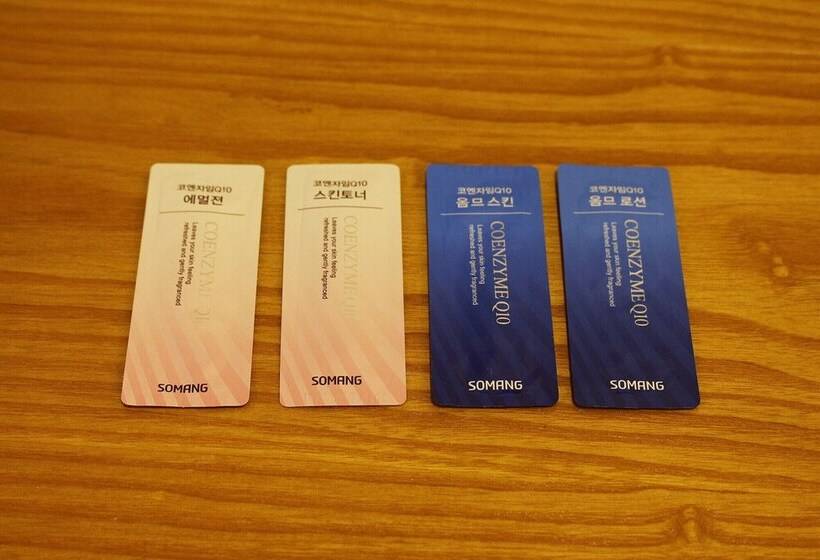 코엔자임Q10
에멀젼
COENZYME Q10
Leaves your skin feeling
refreshed and gently fragranced
SOMANG
코엔자임Q10
스킨토너
COENZYME Q10
Leaves your skin feeling
refreshed and gently fragranced
SOMANG
코엔자임Q10
옴므 스킨
COENZYME Q10
Leaves your skin feeling
refreshed and gently fragranced
SOMANG
코엔자임Q10
옴므 로션
COENZYME Q10
Leaves your skin feeling
refreshed and gently fragranced
SOMANG